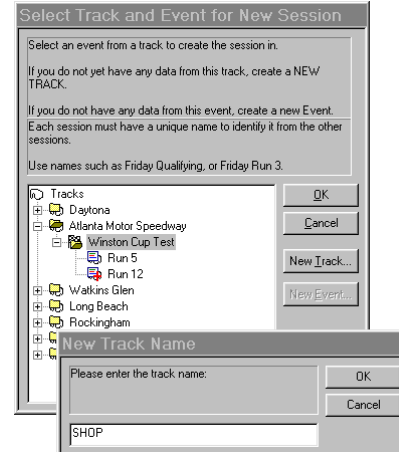 Select Track and Event for New Session
Select an event from a track to create the session in.
If you do not yet have any data from this track, create a NEW
TRACK.
If you do not have any data from this event, create a new Event.
Each session must have a unique name to identify it from the other
sessions.
Use names such as Friday Qualifying, or Friday Run 3.
Tracks
Daytona
Atlanta Motor Speedway
Winston Cup Test
Run 5
Run 12
Watkins Glen
Long Beach
Rockingham
OK
Cancel
New Track...
New Event...
New Track Name
Please enter the track name:
OK
Cancel
SHOP